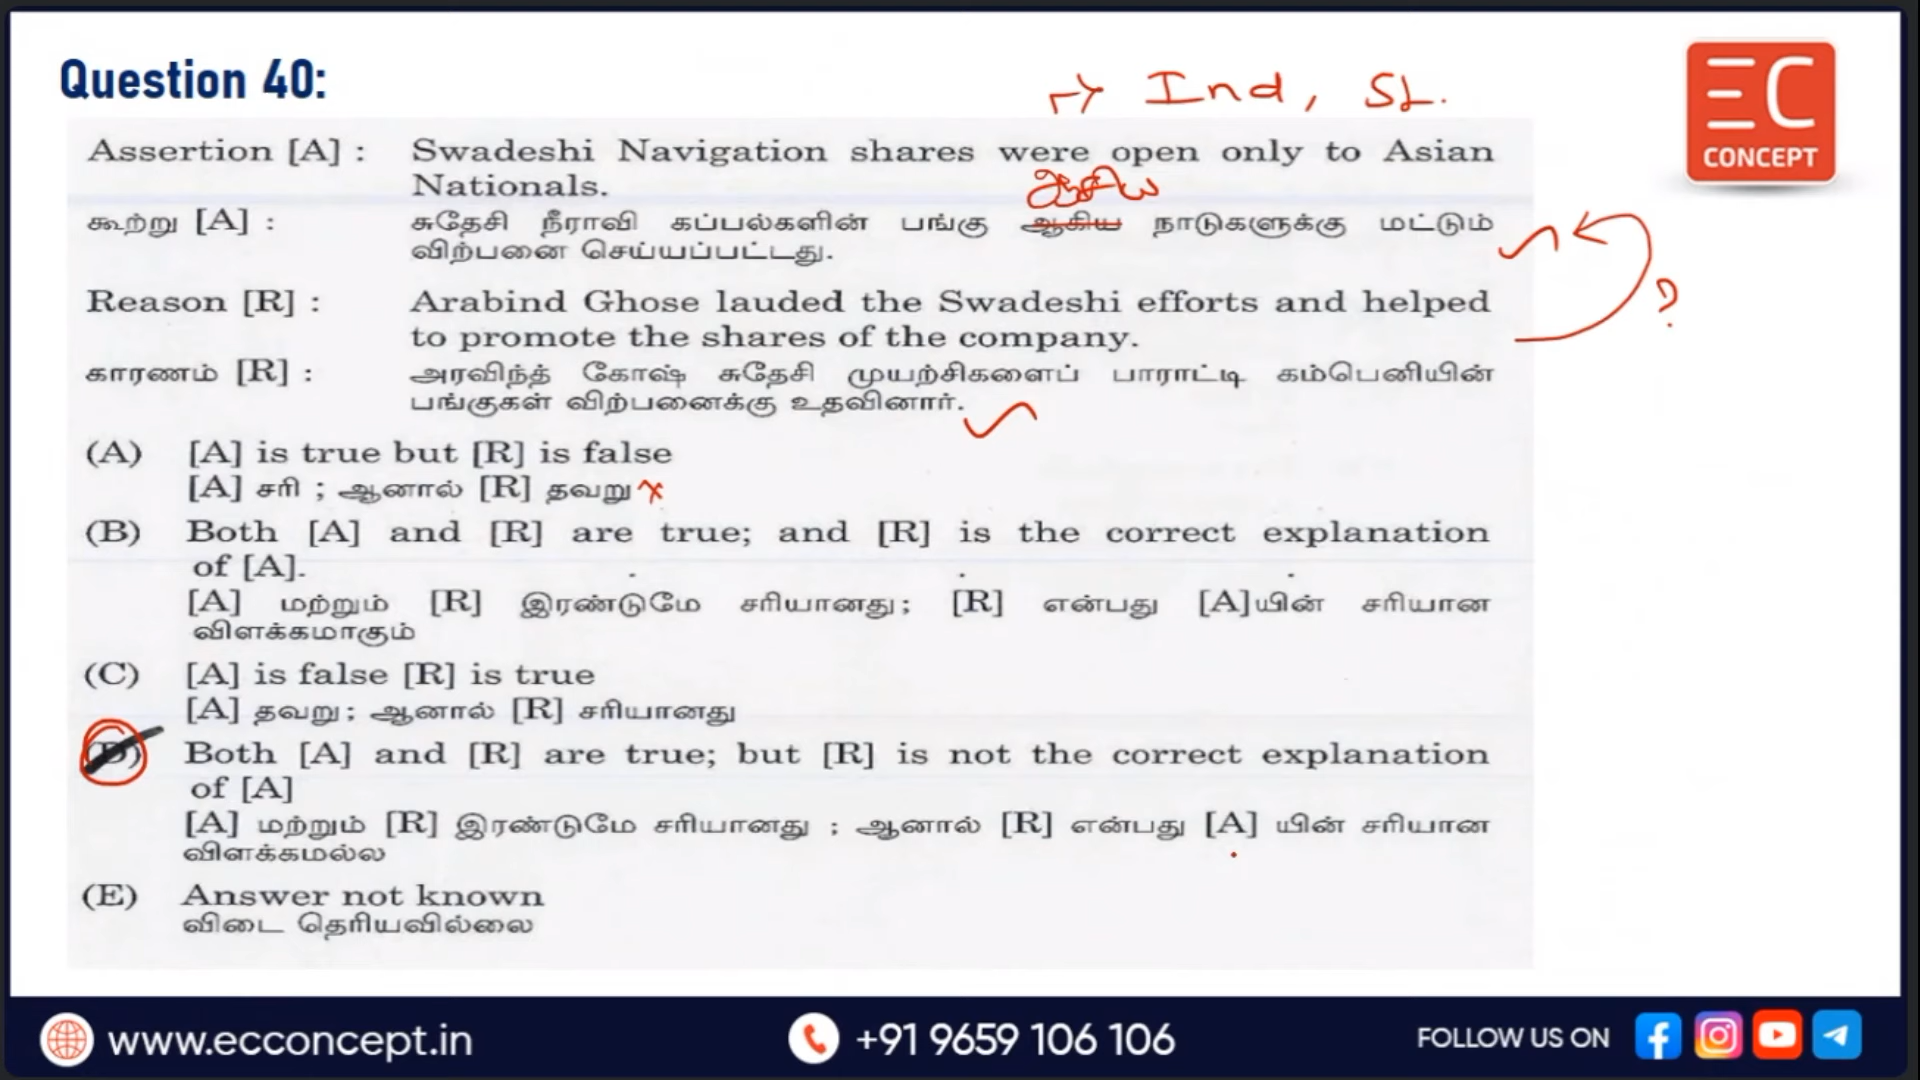 Question 40:
→ Ind, SL.
EC
CONCEPT
Assertion [A] : Swadeshi Navigation shares were open only to Asian
Nationals.
ஆசிய
கூற்று [A] : சுதேசி நீராவி கப்பல்களின் பங்கு ஆகிய நாடுகளுக்கு மட்டும்
விற்பனை செய்யப்பட்டது.
Reason [R] : Arabind Ghose lauded the Swadeshi efforts and helped
to promote the shares of the company.
?
காரணம் [R] : அரவிந்த் கோஷ் சுதேசி முயற்சிகளைப் பாராட்டி கம்பெனியின்
பங்குகள் விற்பனைக்கு உதவினார்.
(A) [A] is true but [R] is false
[A] சரி ; ஆனால் [R] தவறு
(B) Both [A] and [R] are true; and [R] is the correct explanation
of [A].
[A] மற்றும் [R] இரண்டுமே சரியானது; [R] என்பது [A]யின் சரியான
விளக்கமாகும்
(C) [A] is false [R] is true
[A] தவறு ; ஆனால் [R] சரியானது
(D) Both [A] and [R] are true; but [R] is not the correct explanation
of [A]
[A] மற்றும் [R] இரண்டுமே சரியானது ; ஆனால் [R] என்பது [A] யின் சரியான
விளக்கமல்ல
(E) Answer not known
விடை தெரியவில்லை
www.ecconcept.in
+91 9659 106 106
FOLLOW US ON